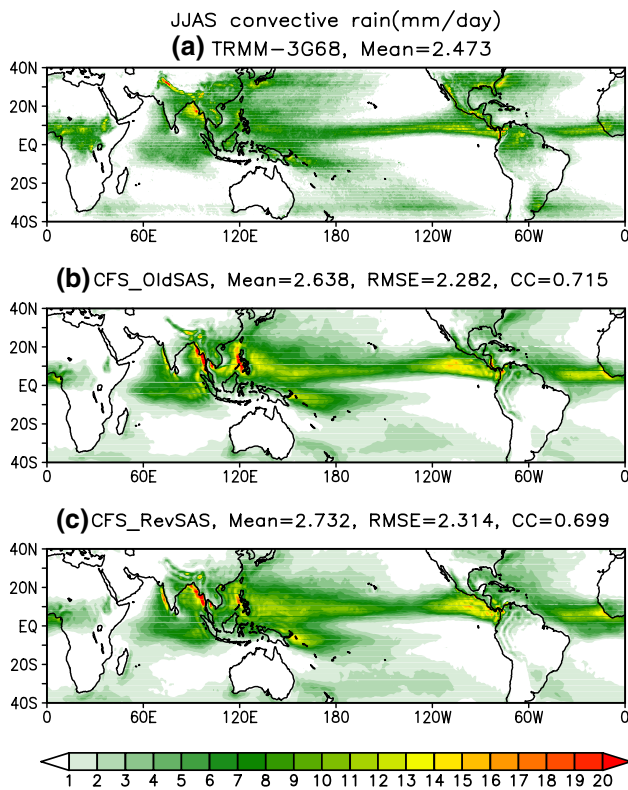 JJAS convective rain(mm/day)
(a) TRMM-3G68, Mean=2.473
40N
20N
EQ
20S
40S
0 60E 120E 180 120W 60W 0
(b) CFS_OldSAS, Mean=2.638, RMSE=2.282, CC=0.715
40N
20N
EQ
20S
40S
0 60E 120E 180 120W 60W 0
(c) CFS_RevSAS, Mean=2.732, RMSE=2.314, CC=0.699
40N
20N
EQ
20S
40S
0 60E 120E 180 120W 60W 0
1 2 3 4 5 6 7 8 9 10 11 12 13 14 15 16 17 18 19 20